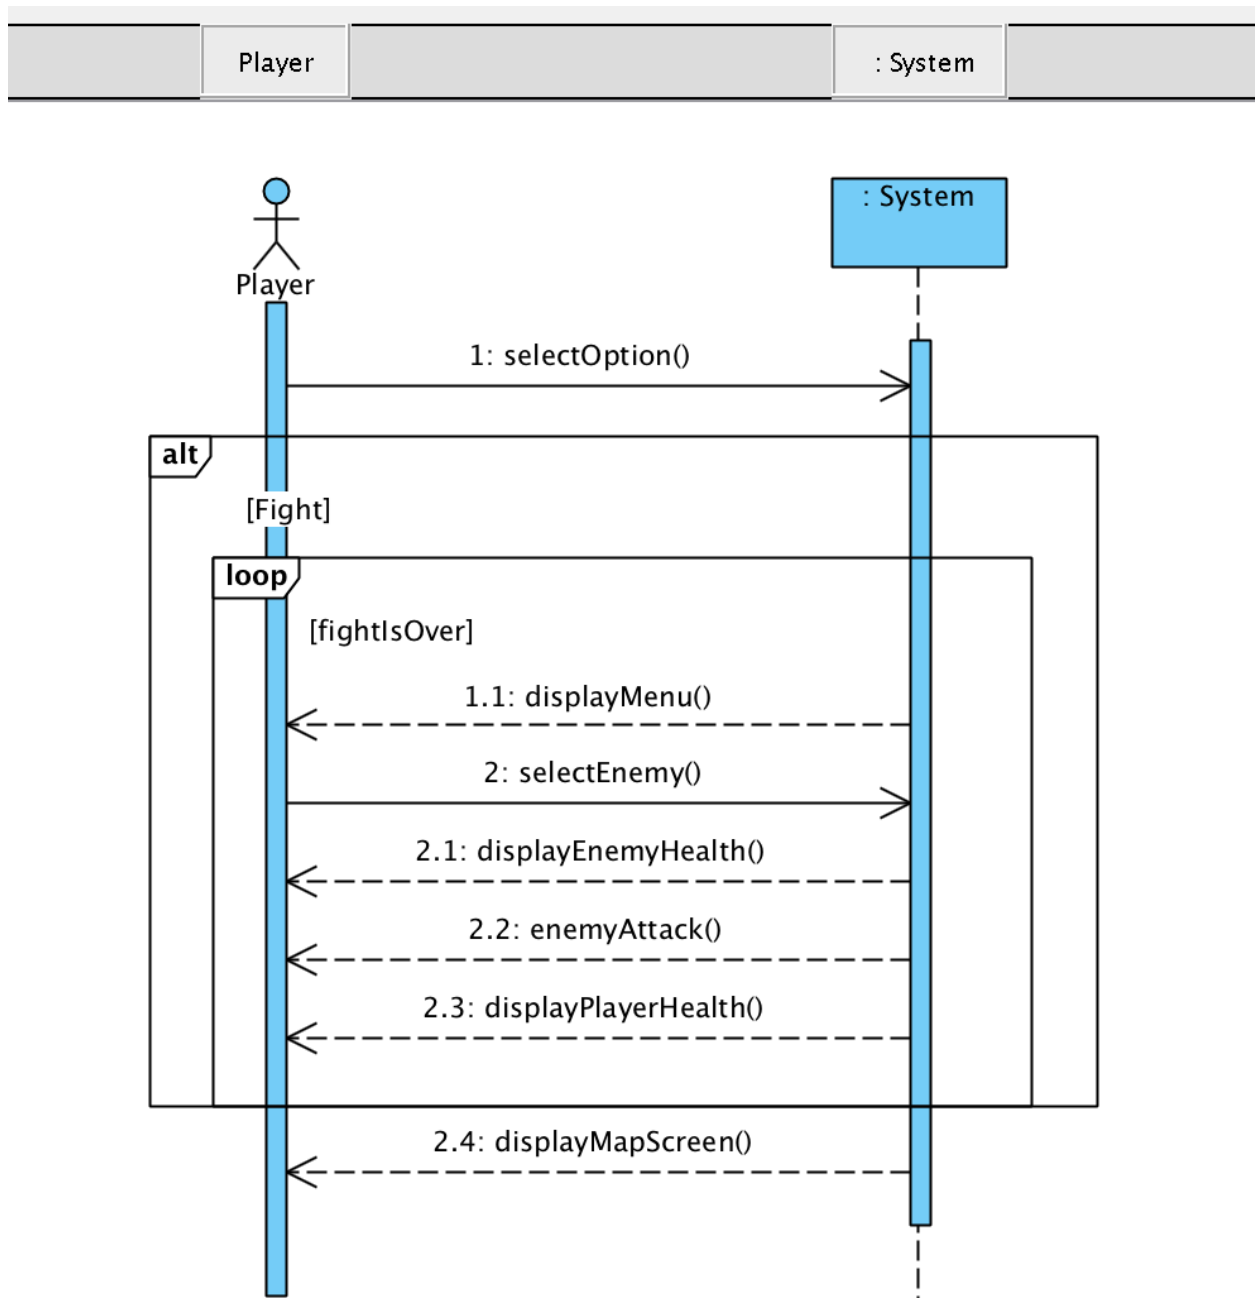 Player
: System
: System
Player
1: selectOption()
alt
[Fight]
loop
[fightIsOver]
1.1: displayMenu()
2: selectEnemy()
2.1: displayEnemyHealth()
2.2: enemyAttack()
2.3: displayPlayerHealth()
2.4: displayMapScreen()